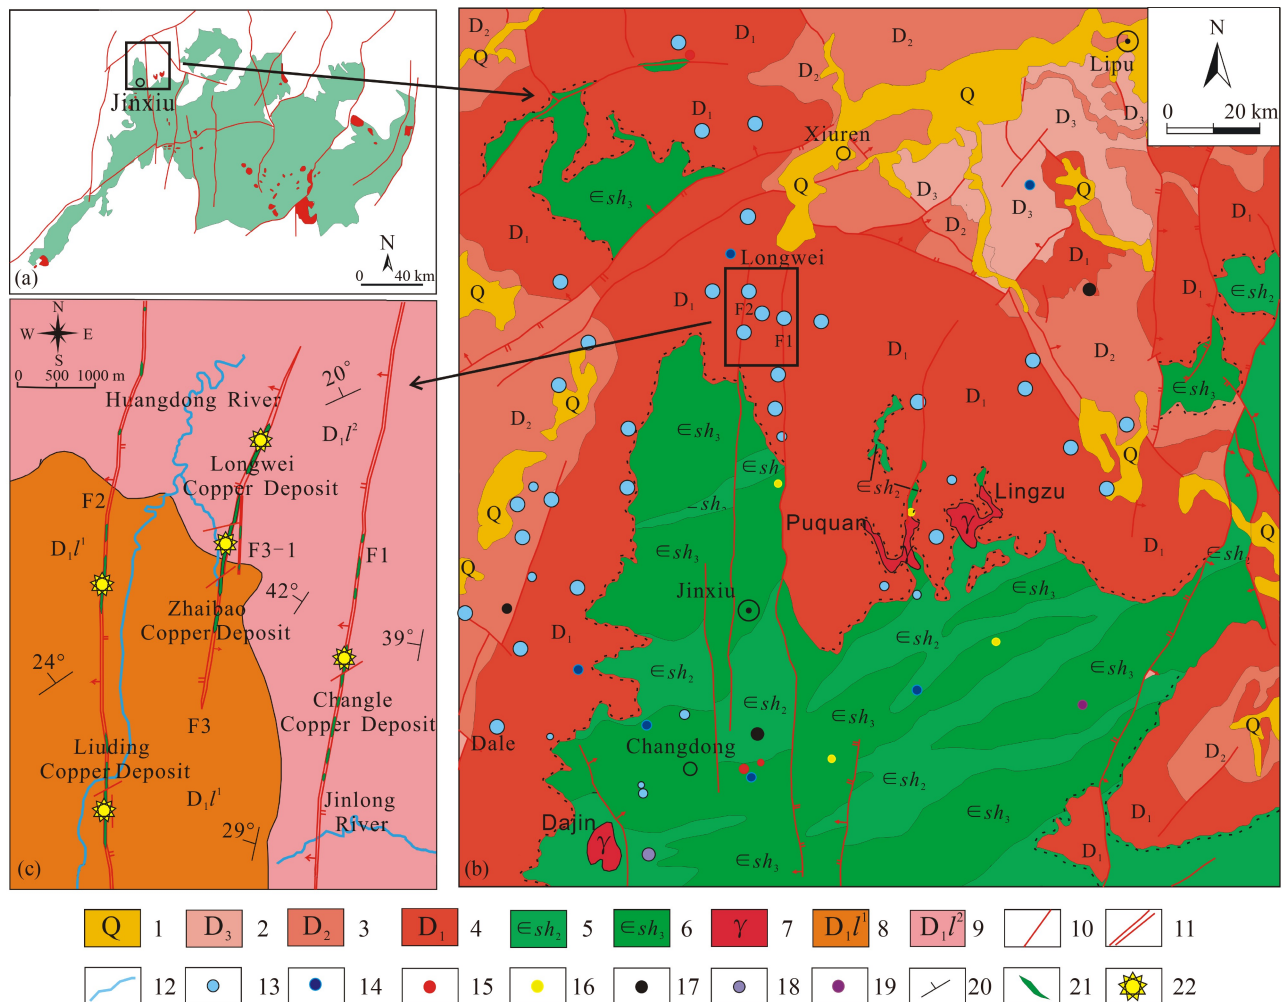 Jinxiu
N
0 40 km
(a)
N
W E
S
0 500 1000 m
Huangdong River
20°
D₁l²
Longwei
Copper Deposit
F2
D₁l¹
F3-1
F1
42°
Zhaibao
Copper Deposit
39°
24°
Changle
Copper Deposit
F3
Liuding
Copper Deposit
D₁l¹
Jinlong
River
29°
(c)
D₂
Q
D₁
D₂
Lipu
N
0 20 km
D₂
Q
D₁
D₃
D₃
Xiuren
Q
D₃
D₃
Q
∈sh₃
D₁
D₂
D₁
D₁
Longwei
Q
D₁
F2
F1
D₁
D₁
∈sh₂
D₂
D₂
Q
D₁
∈sh₃
∈sh₃
Q
∈sh
∈sh₂
Lingzu
Q
Puquan
γ
D₁
∈sh₃
∈sh₂
Q
Jinxiu
∈sh₃
D₁
∈sh₂
∈sh₂
∈sh₃
∈sh₂
∈sh₃
Dale
Changdong
Q
D₂
∈sh₂
∈sh₃
D₁
Dajin
γ
D₁
∈sh₃
(b)
Q 1 D₃ 2 D₂ 3 D₁ 4 ∈sh₂ 5 ∈sh₃ 6 γ 7 D₁l¹ 8 D₁l² 9 10 11
12 13 14 15 16 17 18 19 20 21 22